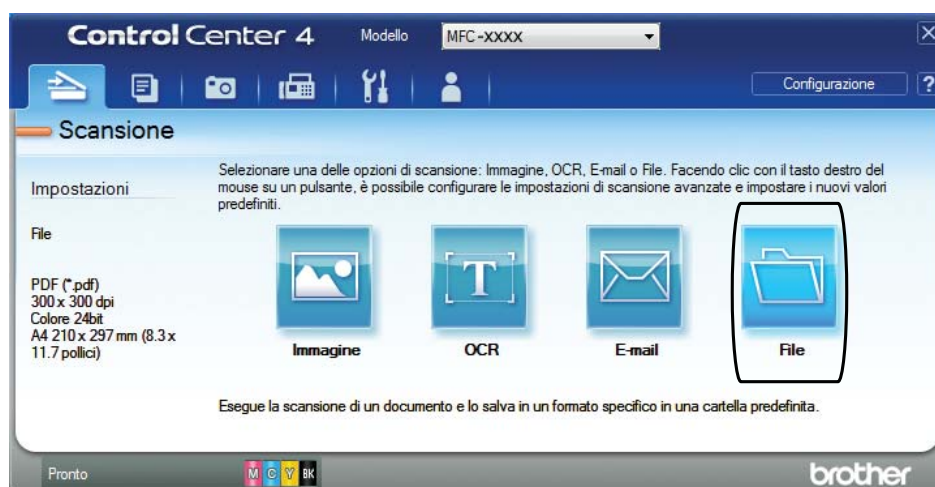 ControlCenter 4 Modello MFC-XXXX X
Configurazione ?
Scansione
Impostazioni
File
PDF (*.pdf)
300 x 300 dpi
Colore 24bit
A4 210 x 297 mm (8.3 x
11.7 pollici)
Selezionare una delle opzioni di scansione: Immagine, OCR, E-mail o File. Facendo clic con il tasto destro del
mouse su un pulsante, è possibile configurare le impostazioni di scansione avanzate e impostare i nuovi valori
predefiniti.
T
Immagine OCR E-mail File
Esegue la scansione di un documento e lo salva in un formato specifico in una cartella predefinita.
Pronto M C Y BK brother